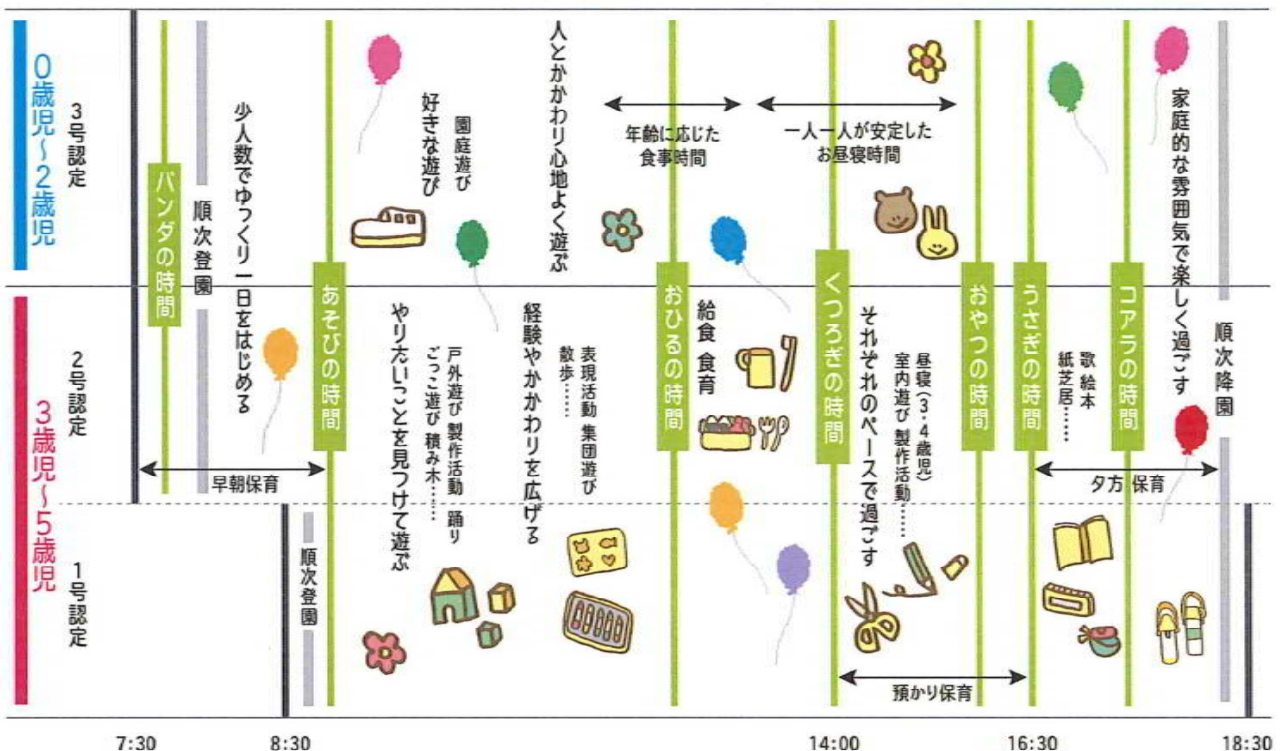 0歳児～2歳児
3号認定
3歳児～5歳児
2号認定
1号認定
パンダの時間
順次登園
少人数でゆっくり一日をはじめる
早朝保育
順次登園
あそびの時間
好きな遊び
園庭遊び
人とかかわり心地よく遊ぶ
やりたいことを見つけて遊ぶ
戸外遊び 製作活動 踊り
ごっこ遊び 積み木……
経験やかかわりを広げる
表現活動 集団遊び
散歩……
年齢に応じた
食事時間
おひるの時間
給食 食育
一人一人が安定した
お昼寝時間
くつろぎの時間
それぞれのペースで過ごす
昼寝(3・4歳児)
室内遊び 製作活動……
預かり保育
おやつの時間
うさぎの時間
歌 絵本
紙芝居……
コアラの時間
夕方 保育
家庭的な雰囲気で楽しく過ごす
順次降園
7:30
8:30
14:00
16:30
18:30